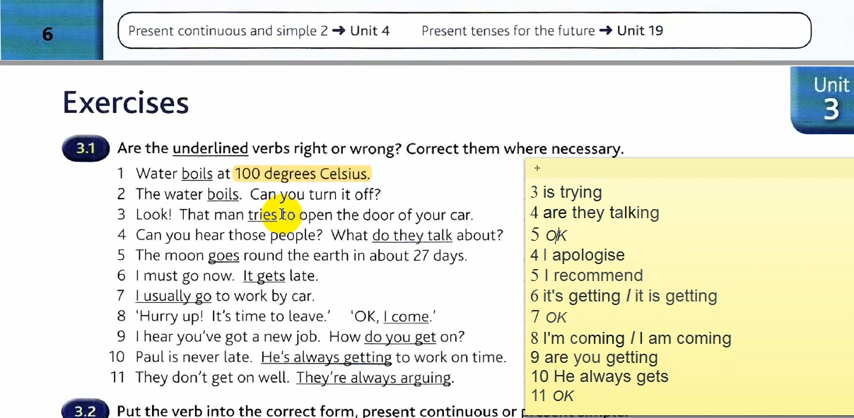 6
Present continuous and simple 2 → Unit 4 Present tenses for the future → Unit 19
Unit
3
Exercises
3.1 Are the underlined verbs right or wrong? Correct them where necessary.
1 Water boils at 100 degrees Celsius.
2 The water boils. Can you turn it off?
3 Look! That man tries to open the door of your car.
4 Can you hear those people? What do they talk about?
5 The moon goes round the earth in about 27 days.
6 I must go now. It gets late.
7 I usually go to work by car.
8 'Hurry up! It's time to leave.' 'OK, I come.'
9 I hear you've got a new job. How do you get on?
10 Paul is never late. He's always getting to work on time.
11 They don't get on well. They're always arguing.
+
3 is trying
4 are they talking
5 OK
4 I apologise
5 I recommend
6 it's getting / it is getting
7 OK
8 I'm coming / I am coming
9 are you getting
10 He always gets
11 OK
3.2 Put the verb into the correct form, present continuous or present simple.